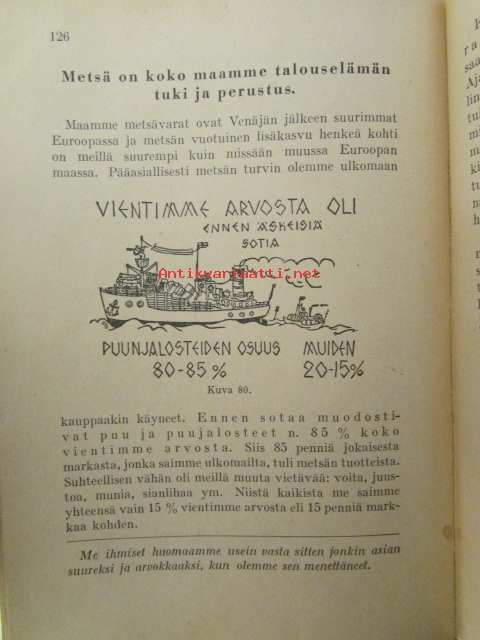 126
Metsä on koko maamme talouselämän
tuki ja perustus.
Maamme metsävarat ovat Venäjän jälkeen suurimmat
Euroopassa ja metsän vuotuinen lisäkasvu henkeä kohti
on meillä suurempi kuin missään muussa Euroopan
maassa. Pääasiallisesti metsän turvin olemme ulkomaan
VIENTIMME ARVOSTA OLI
ENNEN ÄSKEISIÄ
SOTIA
Antikvariaatti.net
PUUNJALOSTEIDEN OSUUS MUIDEN
80-85 % 20-15%
Kuva 80.
kauppaakin käyneet. Ennen sotaa muodosti-
vat puu ja puujalosteet n. 85 % koko
vientimme arvosta. Siis 85 penniä jokaisesta
markasta, jonka saimme ulkomailta, tuli metsän tuotteista.
Suhteellisen vähän oli meillä muuta vietävää: voita, juus-
toa, munia, sianlihaa ym. Niistä kaikista me saimme
yhteensä vain 15 % vientimme arvosta eli 15 penniä mark-
kaa kohden.
Me ihmiset huomaamme usein vasta sitten jonkin asian
suureksi ja arvokkaaksi, kun olemme sen menettäneet.